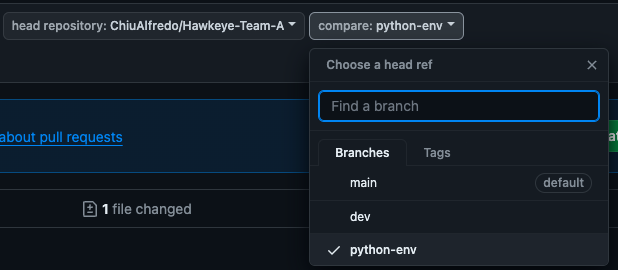 head repository: ChiuAlfredo/Hawkeye-Team-A
compare: python-env
Choose a head ref
Find a branch
about pull requests
at
Branches
Tags
main
default
1 file changed
dev
python-env